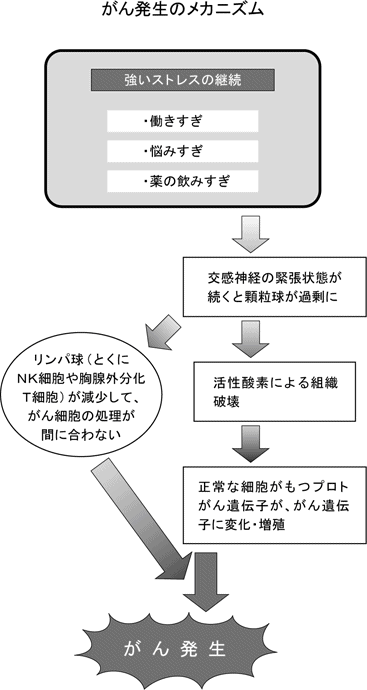 がん発生のメカニズム
強いストレスの継続
・働きすぎ
・悩みすぎ
・薬の飲みすぎ
交感神経の緊張状態が
続くと顆粒球が過剰に
リンパ球（とくに
NK細胞や胸腺外分化
T細胞）が減少して、
がん細胞の処理が
間に合わない
活性酸素による組織
破壊
正常な細胞がもつプロト
がん遺伝子が、がん遺伝
子に変化・増殖
がん発生